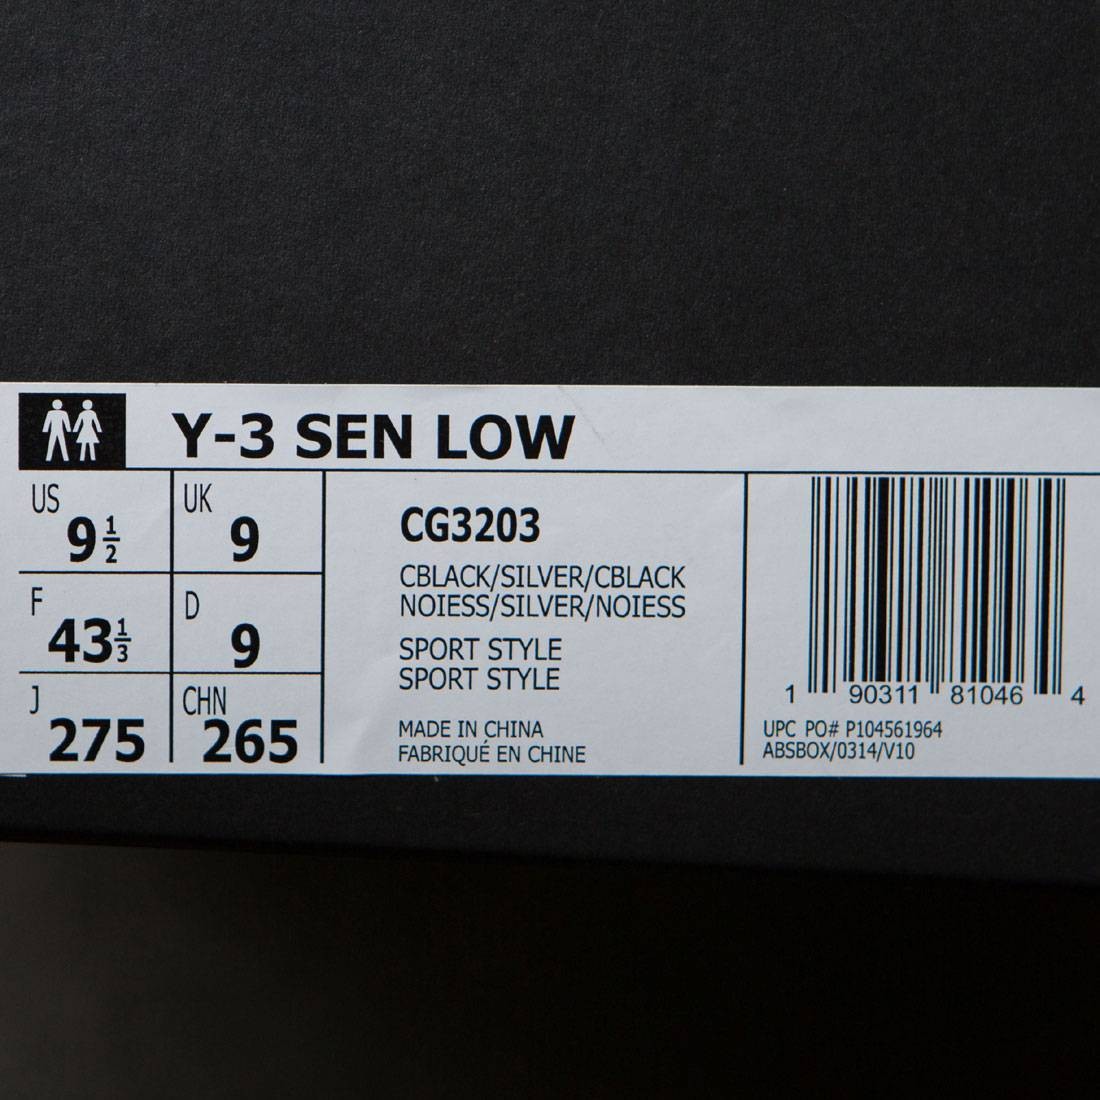 Y-3 SEN LOW
US 9 1/2
UK 9
F 43 1/3
D 9
J 275
CHN 265
CG3203
CBLACK/SILVER/CBLACK
NOIESS/SILVER/NOIESS
SPORT STYLE
SPORT STYLE
MADE IN CHINA
FABRIQUÉ EN CHINE
1 90311 81046 4
UPC PO# P104561964
ABSBOX/0314/V10